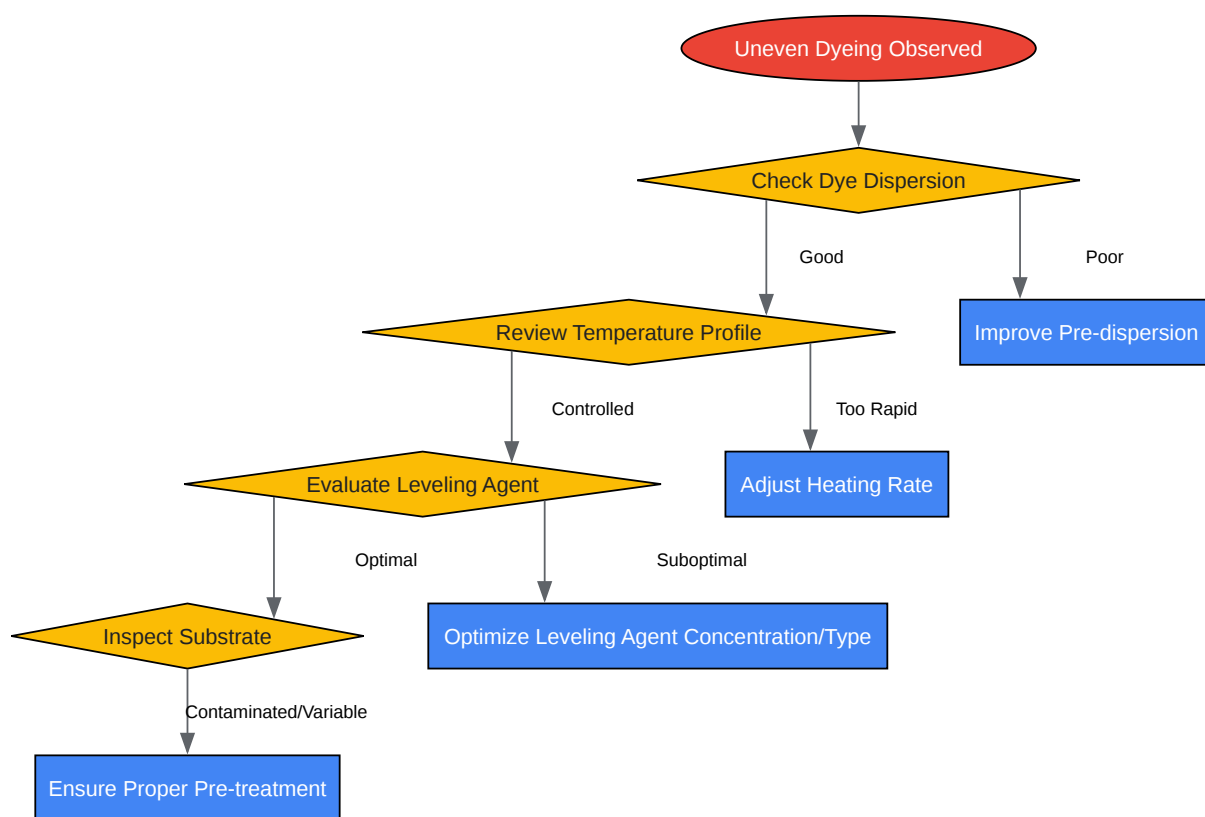 Uneven Dyeing Observed
Check Dye Dispersion
Good
Poor
Review Temperature Profile
Improve Pre-dispersion
Controlled
Too Rapid
Evaluate Leveling Agent
Adjust Heating Rate
Optimal
Suboptimal
Inspect Substrate
Optimize Leveling Agent Concentration/Type
Contaminated/Variable
Ensure Proper Pre-treatment